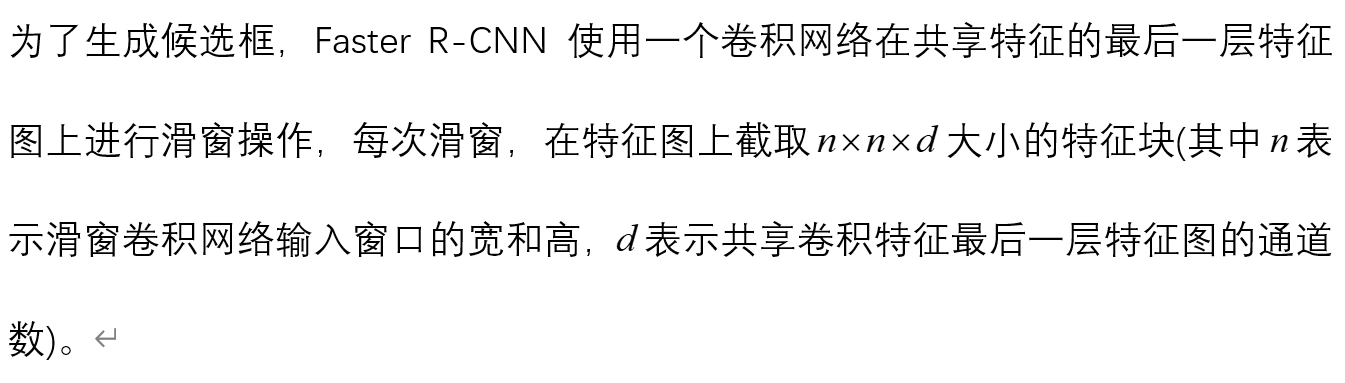 为了生成候选框，Faster R-CNN 使用一个卷积网络在共享特征的最后一层特征
图上进行滑窗操作，每次滑窗，在特征图上截取n×n×d大小的特征块(其中n表
示滑窗卷积网络输入窗口的宽和高，d表示共享卷积特征最后一层特征图的通道
数)。↵